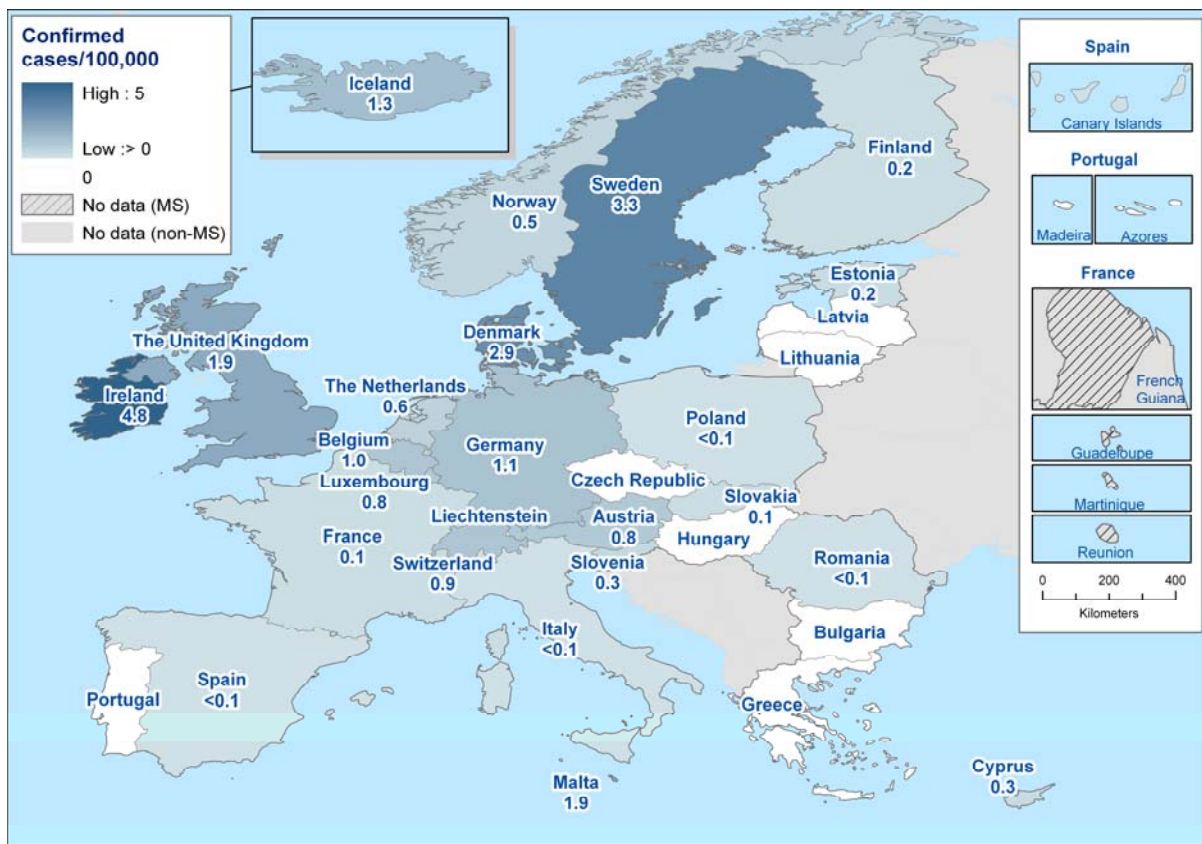 Confirmed
cases/100,000
High : 5
Low :> 0
0
No data (MS)
No data (non-MS)
Iceland
1.3
Finland
0.2
Sweden
3.3
Norway
0.5
Estonia
0.2
Latvia
Lithuania
Denmark
2.9
The United Kingdom
1.9
Ireland
4.8
The Netherlands
0.6
Belgium
1.0
Luxembourg
0.8
Germany
1.1
Poland
<0.1
Czech Republic
Slovakia
0.1
Liechtenstein
Austria
0.8
Hungary
France
0.1
Switzerland
0.9
Slovenia
0.3
Romania
<0.1
Bulgaria
Italy
<0.1
Portugal
Spain
<0.1
Greece
Malta
1.9
Cyprus
0.3
Spain
Canary Islands
Portugal
Madeira
Azores
France
French
Guiana
Guadeloupe
Martinique
Reunion
0 200 400
Kilometers